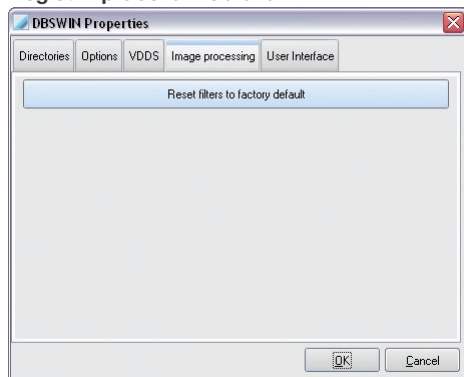 DBSWIN Properties
Directories Options VDDS Image processing User Interface
Reset filters to factory default
OK Cancel